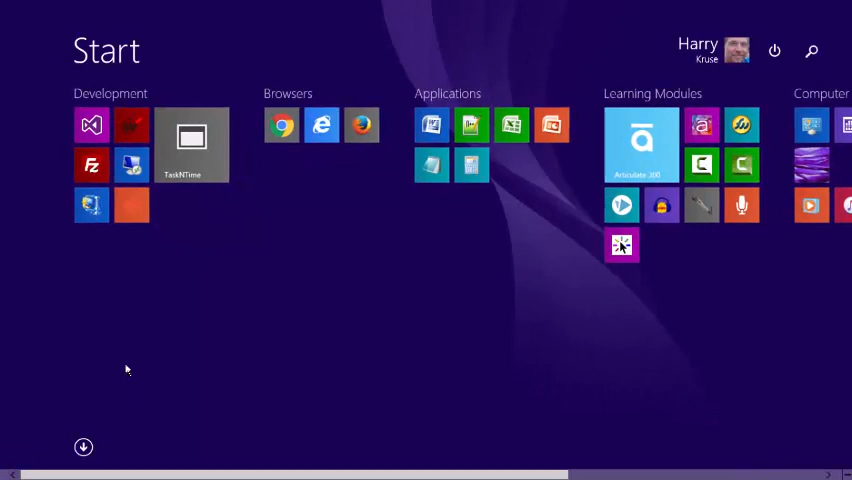 Start
Harry
Kruse
Development
Browsers
Applications
Learning Modules
Computer
TaskNTime
Articulate 360